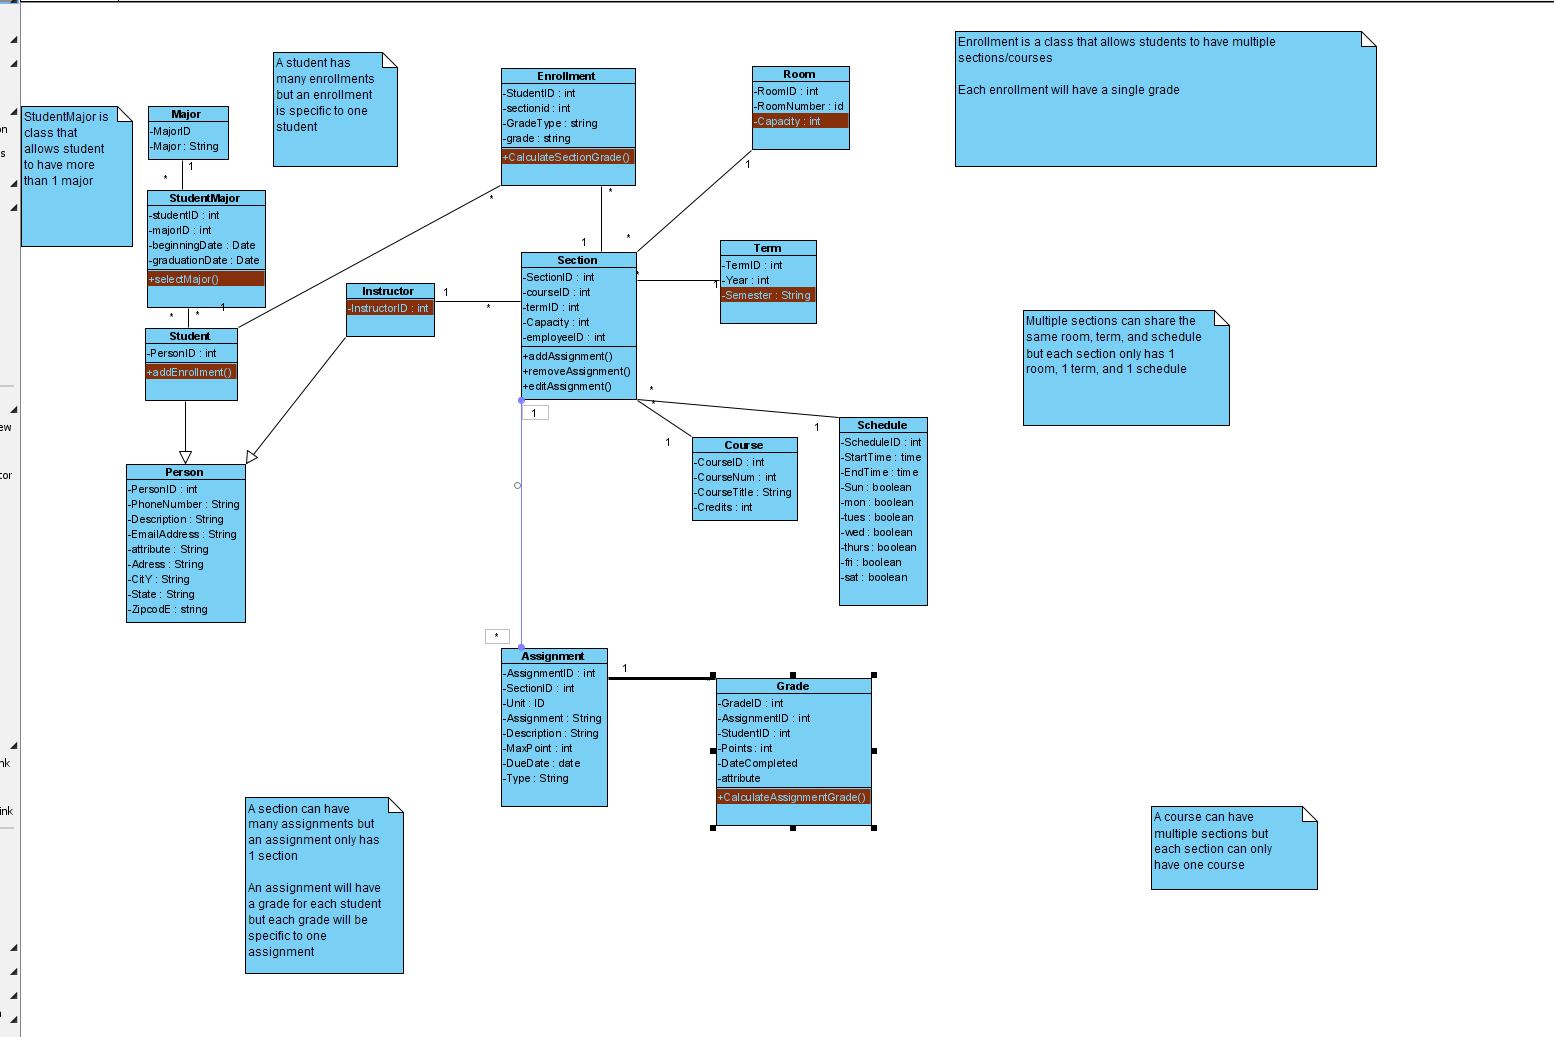 StudentMajor is
class that
allows student
to have more
than 1 major
Major
-MajorID
-Major : String
1
*
StudentMajor
-studentID : int
-majorID : int
-beginningDate : Date
-graduationDate : Date
+selectMajor()
*
*
1
Student
-PersonID : int
+addEnrollment()
A student has
many enrollments
but an enrollment
is specific to one
student
Enrollment
-StudentID : int
-sectionid : int
-GradeType : string
-grade : string
+CalculateSectionGrade()
*
*
1
Room
-RoomID : int
-RoomNumber : id
-Capacity : int
1
*
Enrollment is a class that allows students to have multiple
sections/courses
Each enrollment will have a single grade
Instructor
-InstructorID : int
1
*
Section
-SectionID : int
-courseID : int
-termID : int
-Capacity : int
-employeeID : int
+addAssignment()
+removeAssignment()
+editAssignment()
*
1
Term
-TermID : int
-Year : int
-Semester : String
Multiple sections can share the
same room, term, and schedule
but each section only has 1
room, 1 term, and 1 schedule
1
*
*
1
1
Person
-PersonID : int
-PhoneNumber : String
-Description : String
-EmailAddress : String
-attribute : String
-Adress : String
-CitY : String
-State : String
-ZipcodE : string
Course
-CourseID : int
-CourseNum : int
-CourseTitle : String
-Credits : int
Schedule
-ScheduleID : int
-StartTime : time
-EndTime : time
-Sun : boolean
-mon : boolean
-tues : boolean
-wed : boolean
-thurs : boolean
-fri : boolean
-sat : boolean
*
Assignment
-AssignmentID : int
-SectionID : int
-Unit : ID
-Assignment : String
-Description : String
-MaxPoint : int
-DueDate : date
-Type : String
1
Grade
-GradeID : int
-AssignmentID : int
-StudentID : int
-Points : int
-DateCompleted
-attribute
+CalculateAssignmentGrade()
A section can have
many assignments but
an assignment only has
1 section
An assignment will have
a grade for each student
but each grade will be
specific to one
assignment
A course can have
multiple sections but
each section can only
have one course